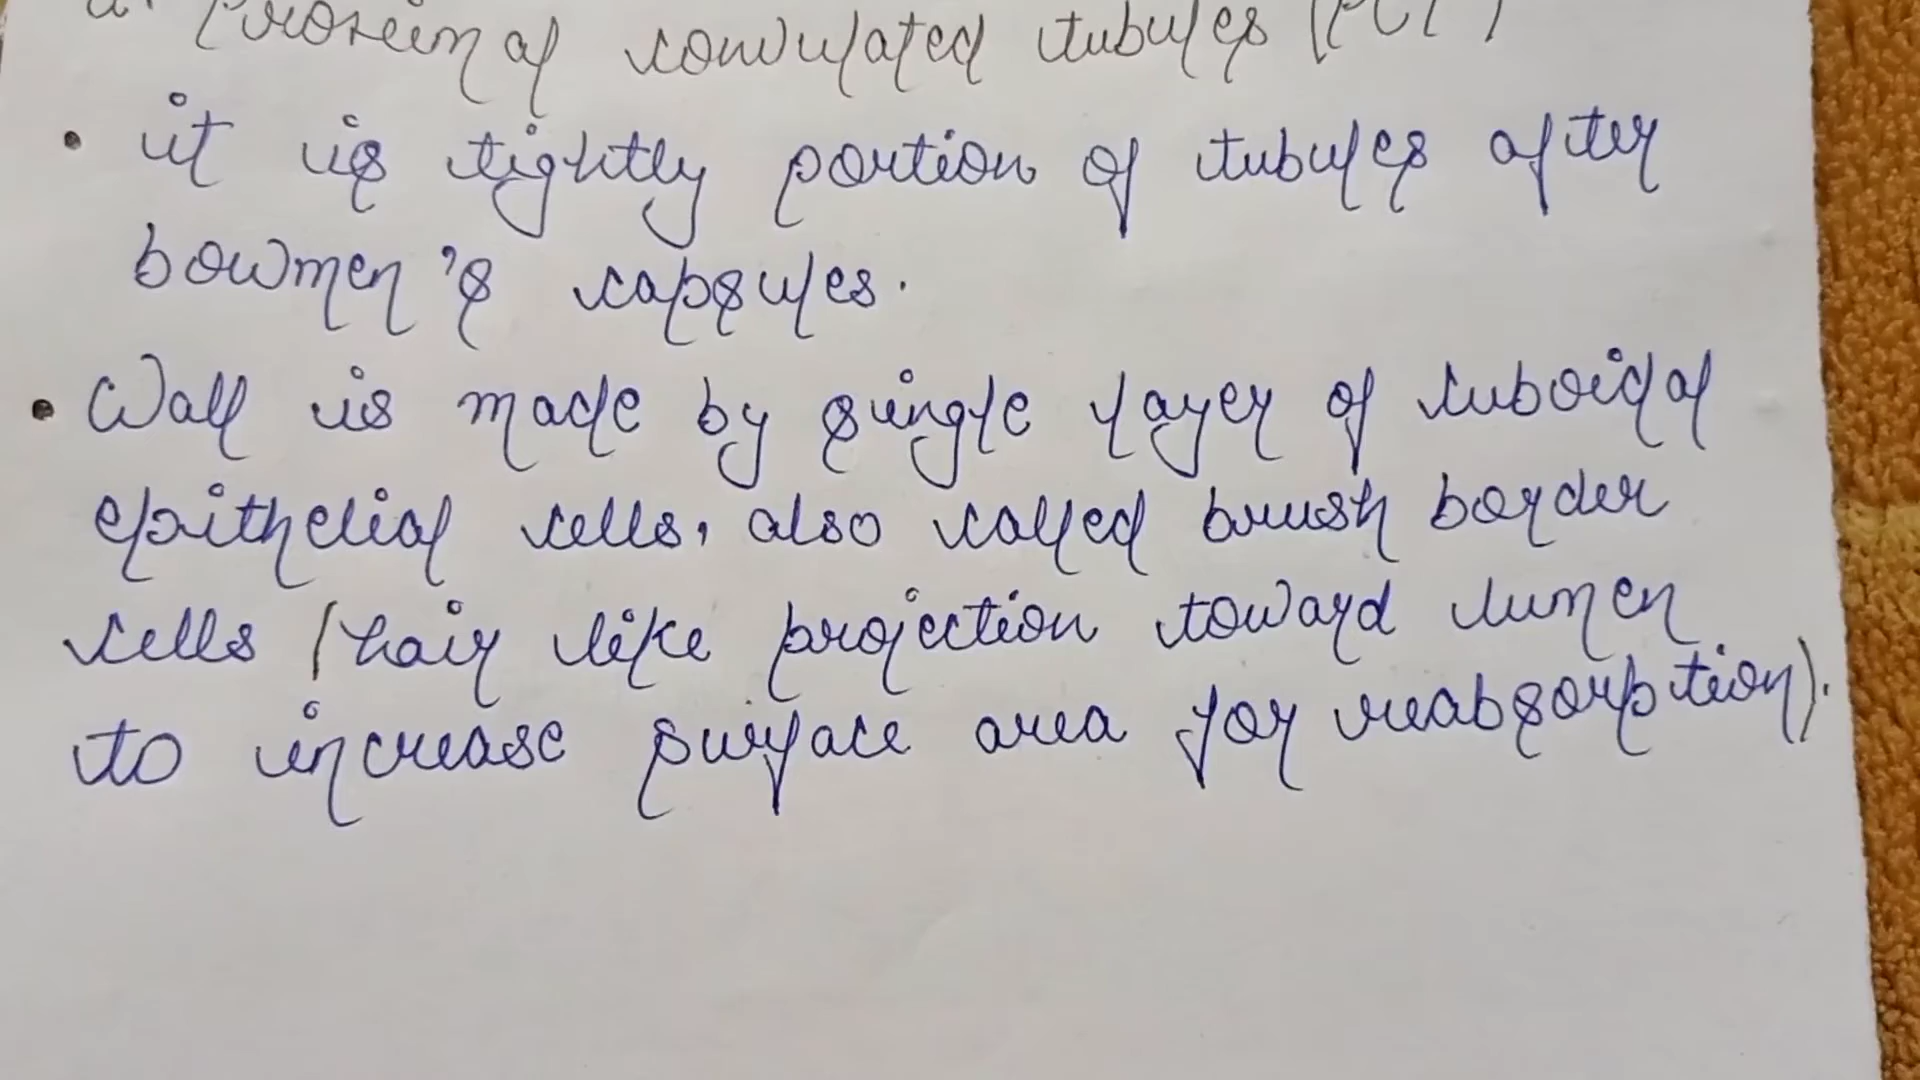 convulated tubules (PCT)
• it is tightly portion of tubules after
bowmen's capsules.
• Wall is made by single layer of cuboidal
epithelial cells, also called brush border
cells (hair like projection toward lumen
to increase surface area for reabsorption).